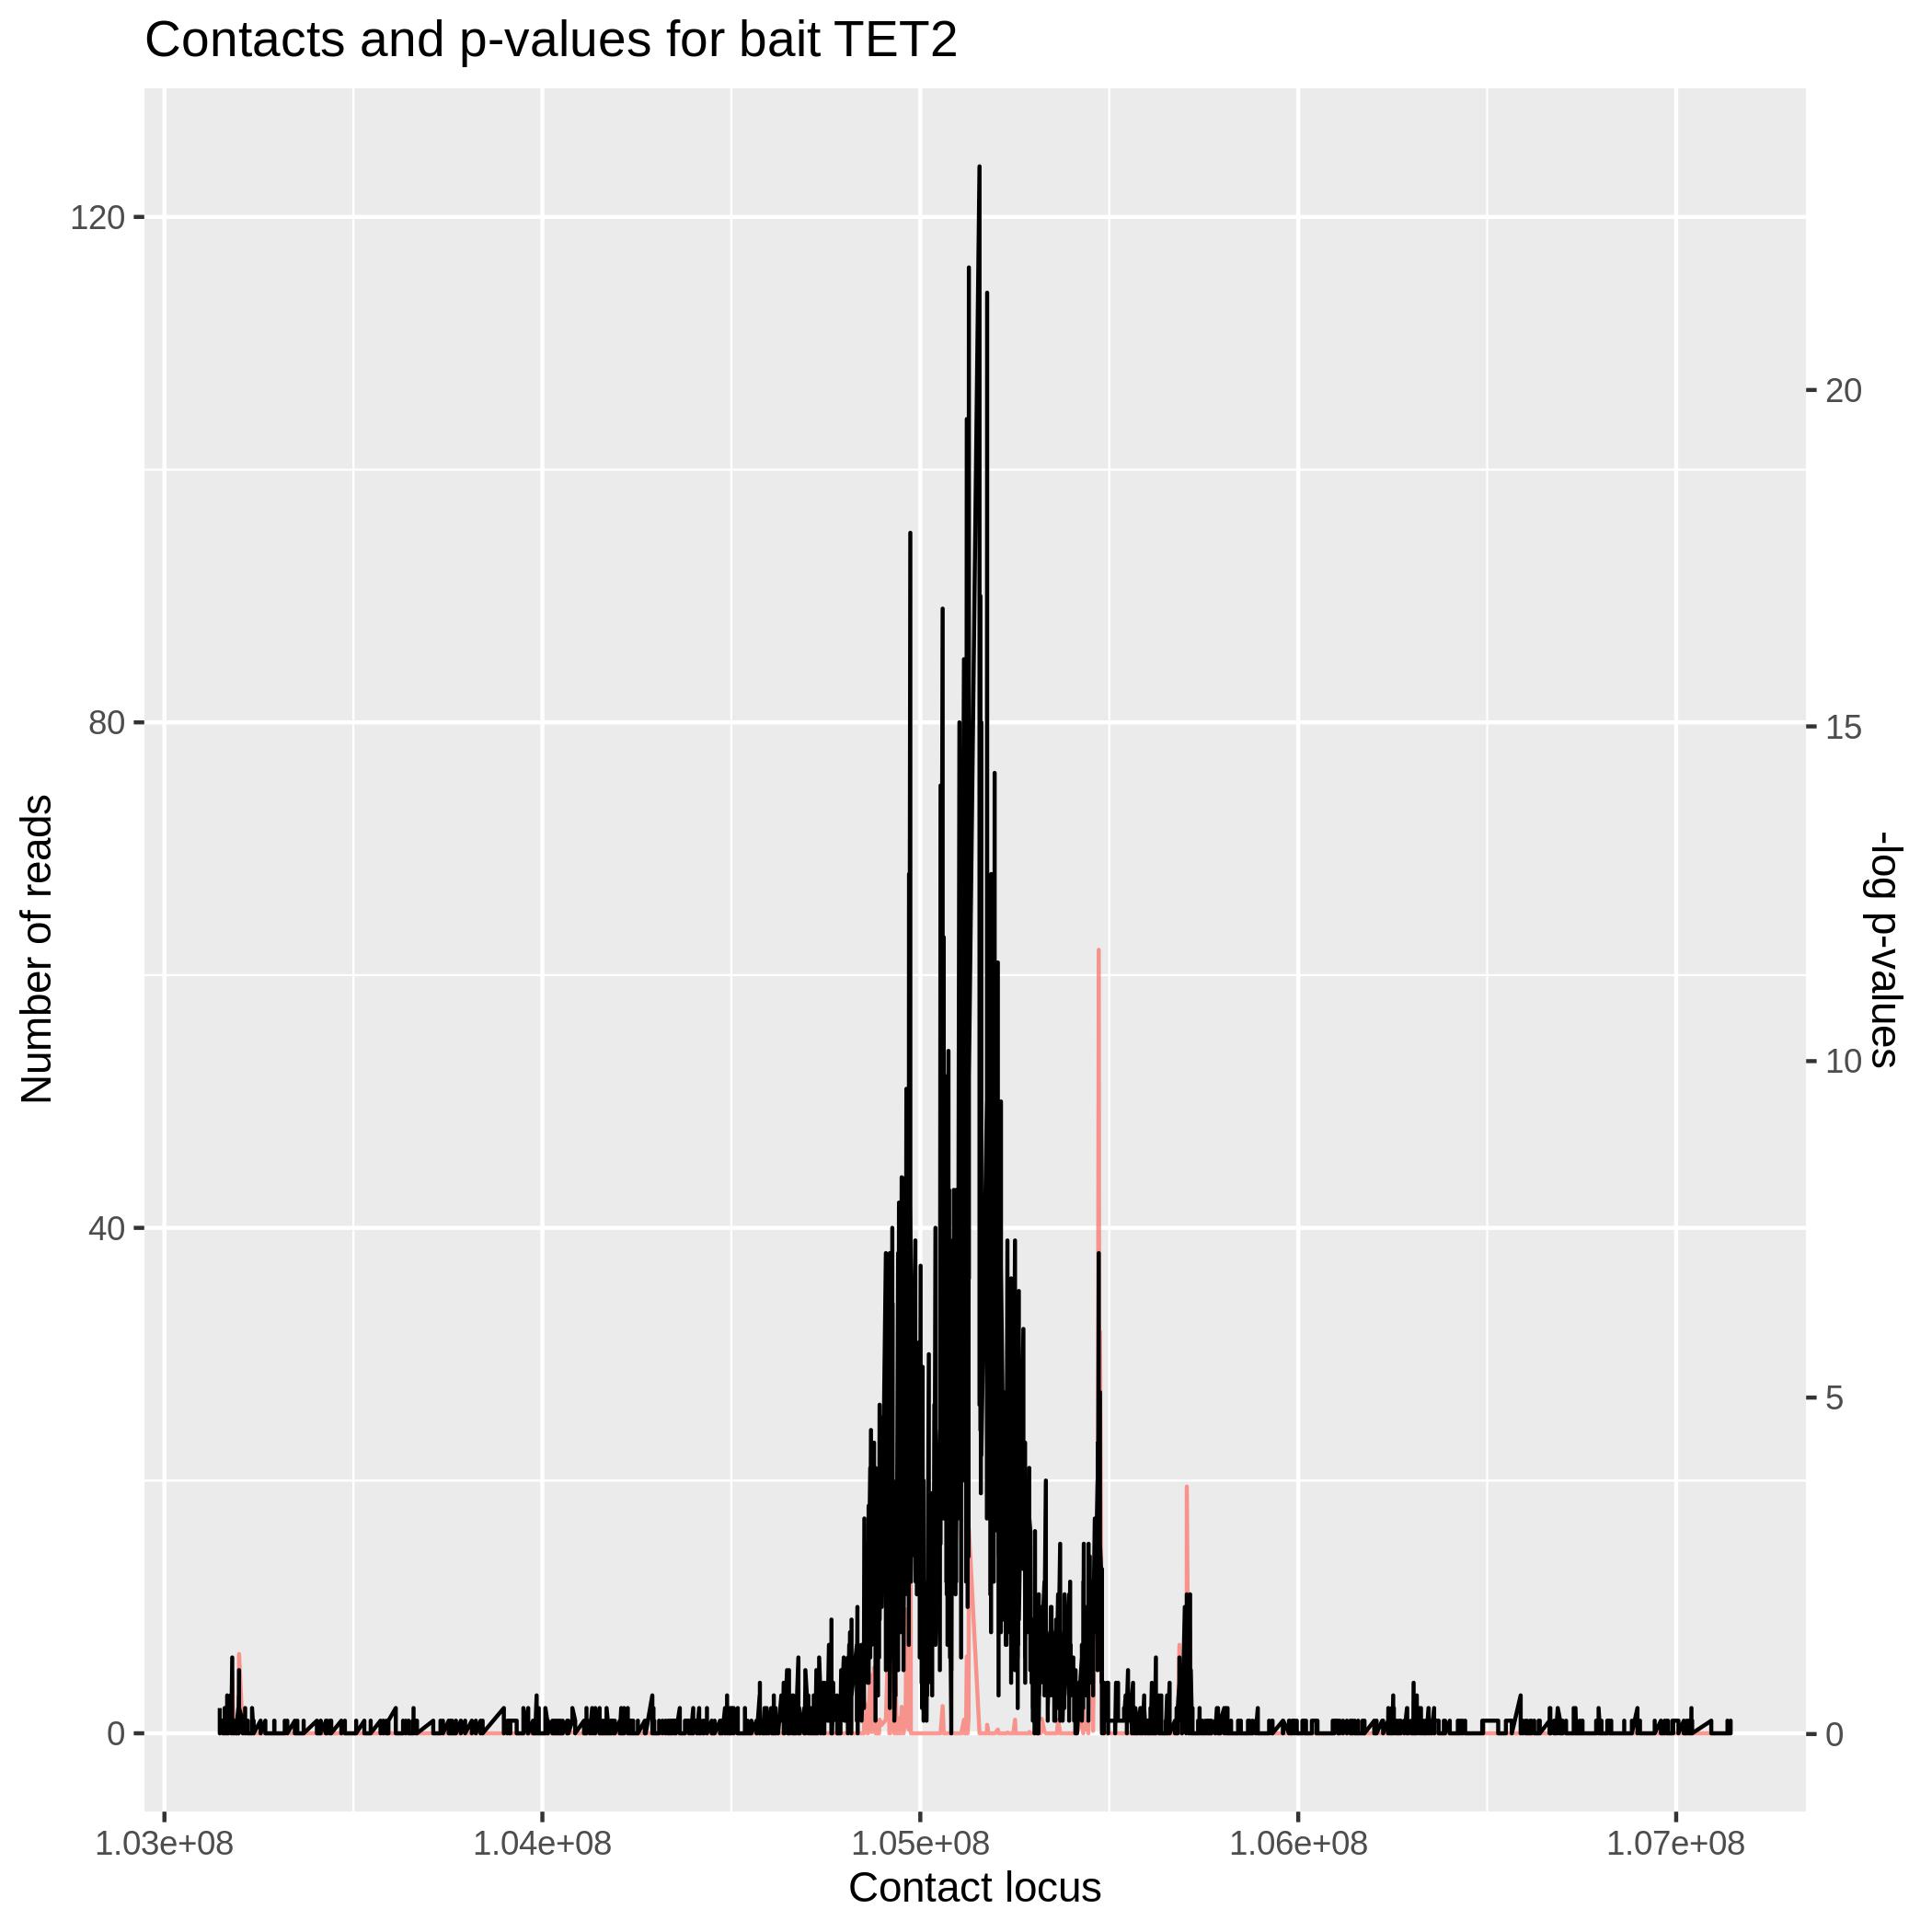 Contacts and p-values for bait TET2
120
80
40
0
Number of reads
20
15
10
5
0
-log p-values
1.03e+08
1.04e+08
1.05e+08
1.06e+08
1.07e+08
Contact locus